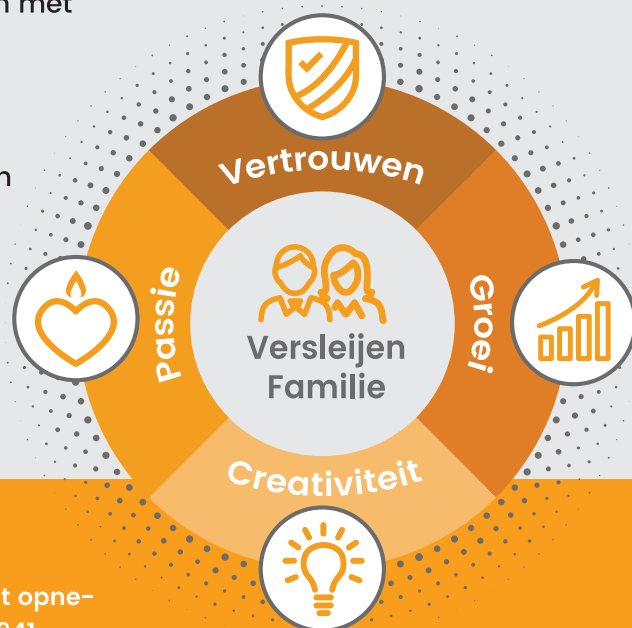 met
Vertrouwen
Passie
Groei
Versleijen
Familie
Creativiteit
t opne-